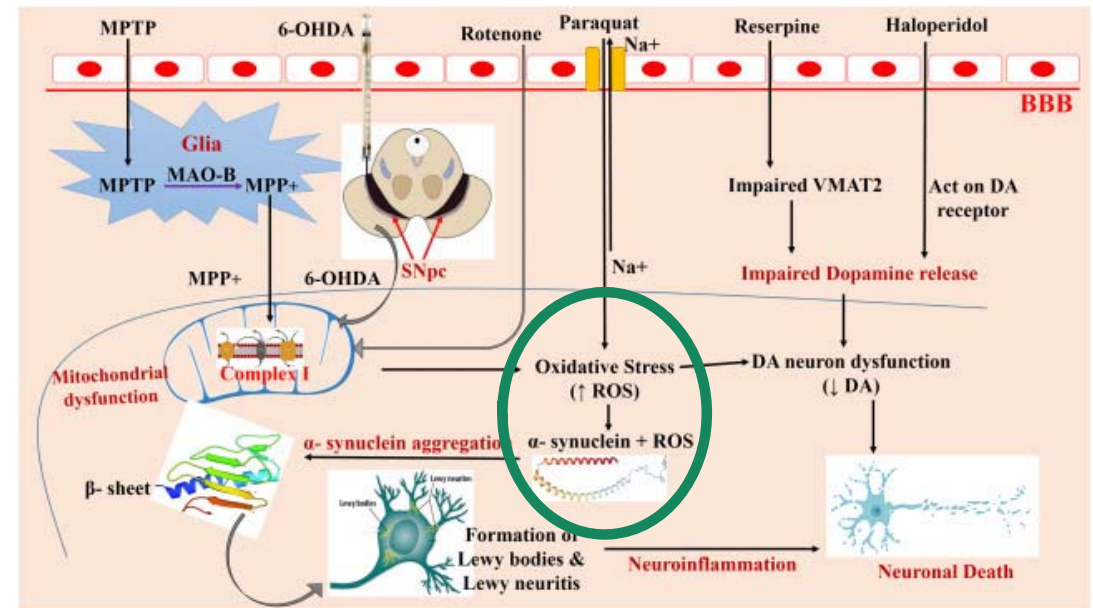 MPTP
6-OHDA
Rotenone
Paraquat
Na+
Reserpine
Haloperidol
BBB
Glia
MPTP
MAO-B
MPP+
SNpc
Impaired VMAT2
Act on DA
receptor
MPP+
6-OHDA
Na+
Impaired Dopamine release
Complex I
Mitochondrial
dysfunction
Oxidative Stress
(↑ ROS)
DA neuron dysfunction
(↓ DA)
α- synuclein aggregation
α- synuclein + ROS
β- sheet
Lewy bodies
Lewy neurities
Formation of
Lewy bodies &
Lewy neuritis
Neuroinflammation
Neuronal Death